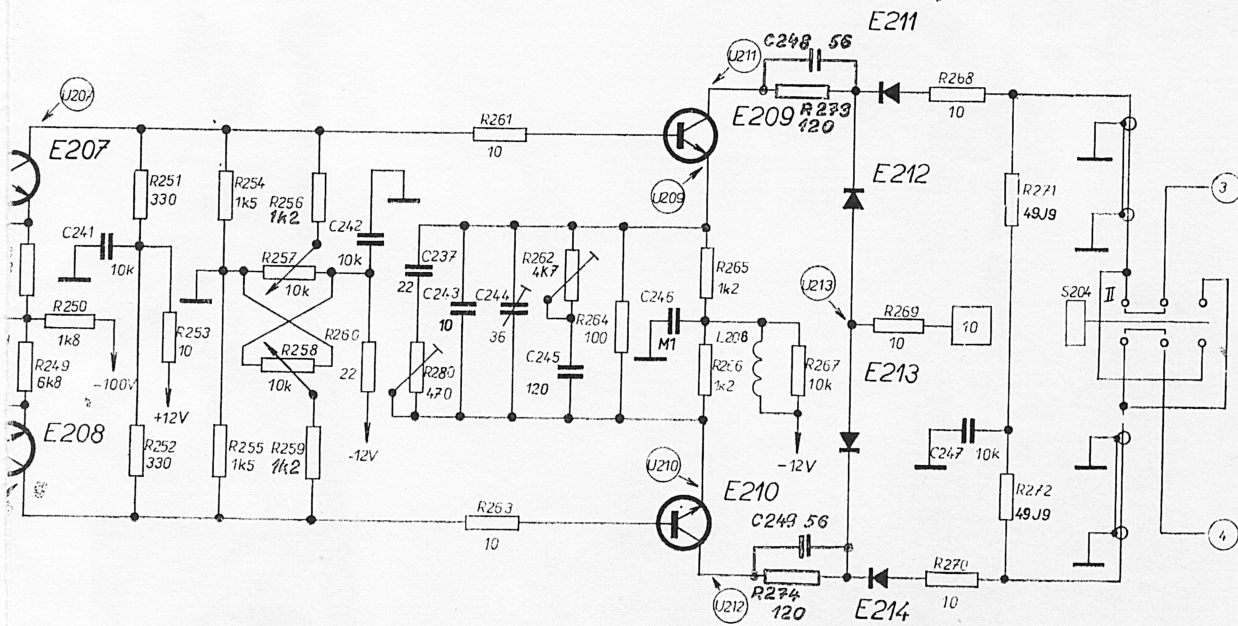 E211
C248 56
U211
U207
R268
10
E209
R273
120
R261
10
E207
E212
R251
330
R254
1k5
R256
1k2
U209
R271
49J9
3
C241
10k
C242
10k
R257
10k
C237
22
R262
4K7
R265
1k2
U213
C243
10
C244
36
C246
M1
S204
II
R269
10
10
R250
1k8
R253
10
R260
22
R264
100
L208
R249
6k8
-100V
R258
10k
R280
470
C245
120
R266
1k2
R267
10k
E213
+12V
E208
R252
330
R255
1k5
R259
1k2
-12V
-12V
C247
10k
U210
E210
R272
49J9
R263
10
C249 56
4
R270
10
U212
R274
120
E214